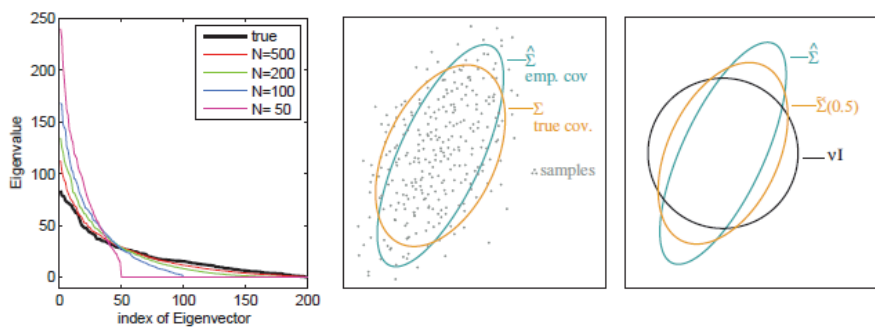 250
200
150
100
50
0
Eigenvalue
true
N=500
N=200
N=100
N= 50
0
50
100
150
200
index of Eigenvector
Σ̂
emp. cov
Σ
true cov.
∴ samples
Σ̂
Σ̃(0.5)
νI